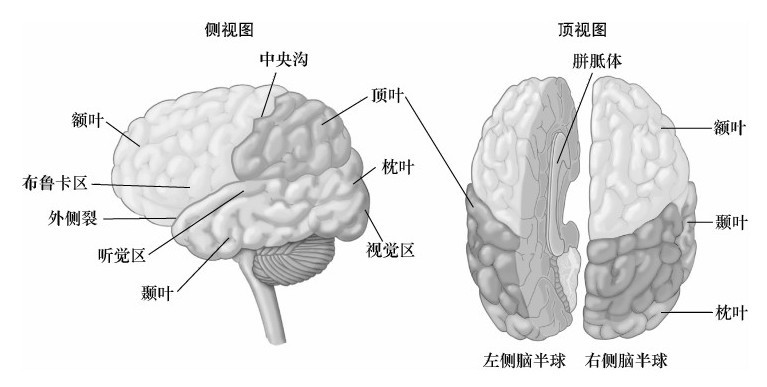 侧视图
顶视图
中央沟
胼胝体
顶叶
额叶
额叶
枕叶
布鲁卡区
外侧裂
颞叶
听觉区
视觉区
颞叶
枕叶
左侧脑半球
右侧脑半球